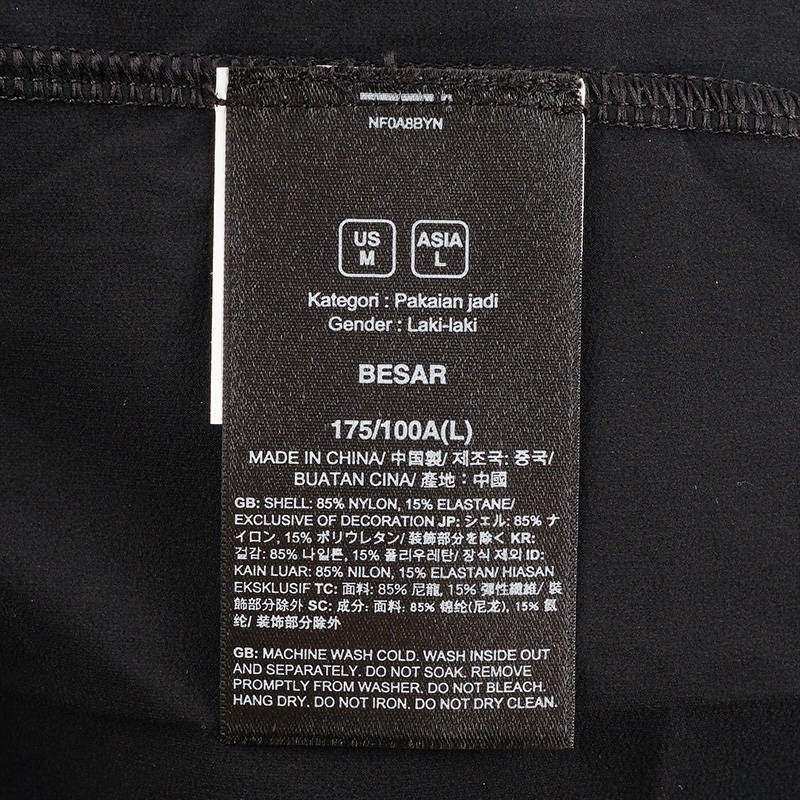 NF0A8BYN
US
M
ASIA
L
Kategori : Pakaian jadi
Gender : Laki-laki
BESAR
175/100A(L)
MADE IN CHINA/ 中国製/ 제조국: 중국/
BUATAN CINA/ 產地：中國
GB: SHELL: 85% NYLON, 15% ELASTANE/
EXCLUSIVE OF DECORATION JP: シェル: 85% ナ
イロン, 15% ポリウレタン/ 装飾部分を除く KR:
겉감: 85% 나일론, 15% 폴리우레탄/ 장식 제외 ID:
KAIN LUAR: 85% NILON, 15% ELASTAN/ HIASAN
EKSKLUSIF TC: 面料: 85% 尼龍, 15% 彈性纖維/ 裝
飾部分除外 SC: 成分: 面料: 85% 锦纶(尼龙), 15% 氨
纶/ 装饰部分除外
GB: MACHINE WASH COLD. WASH INSIDE OUT
AND SEPARATELY. DO NOT SOAK. REMOVE
PROMPTLY FROM WASHER. DO NOT BLEACH.
HANG DRY. DO NOT IRON. DO NOT DRY CLEAN.